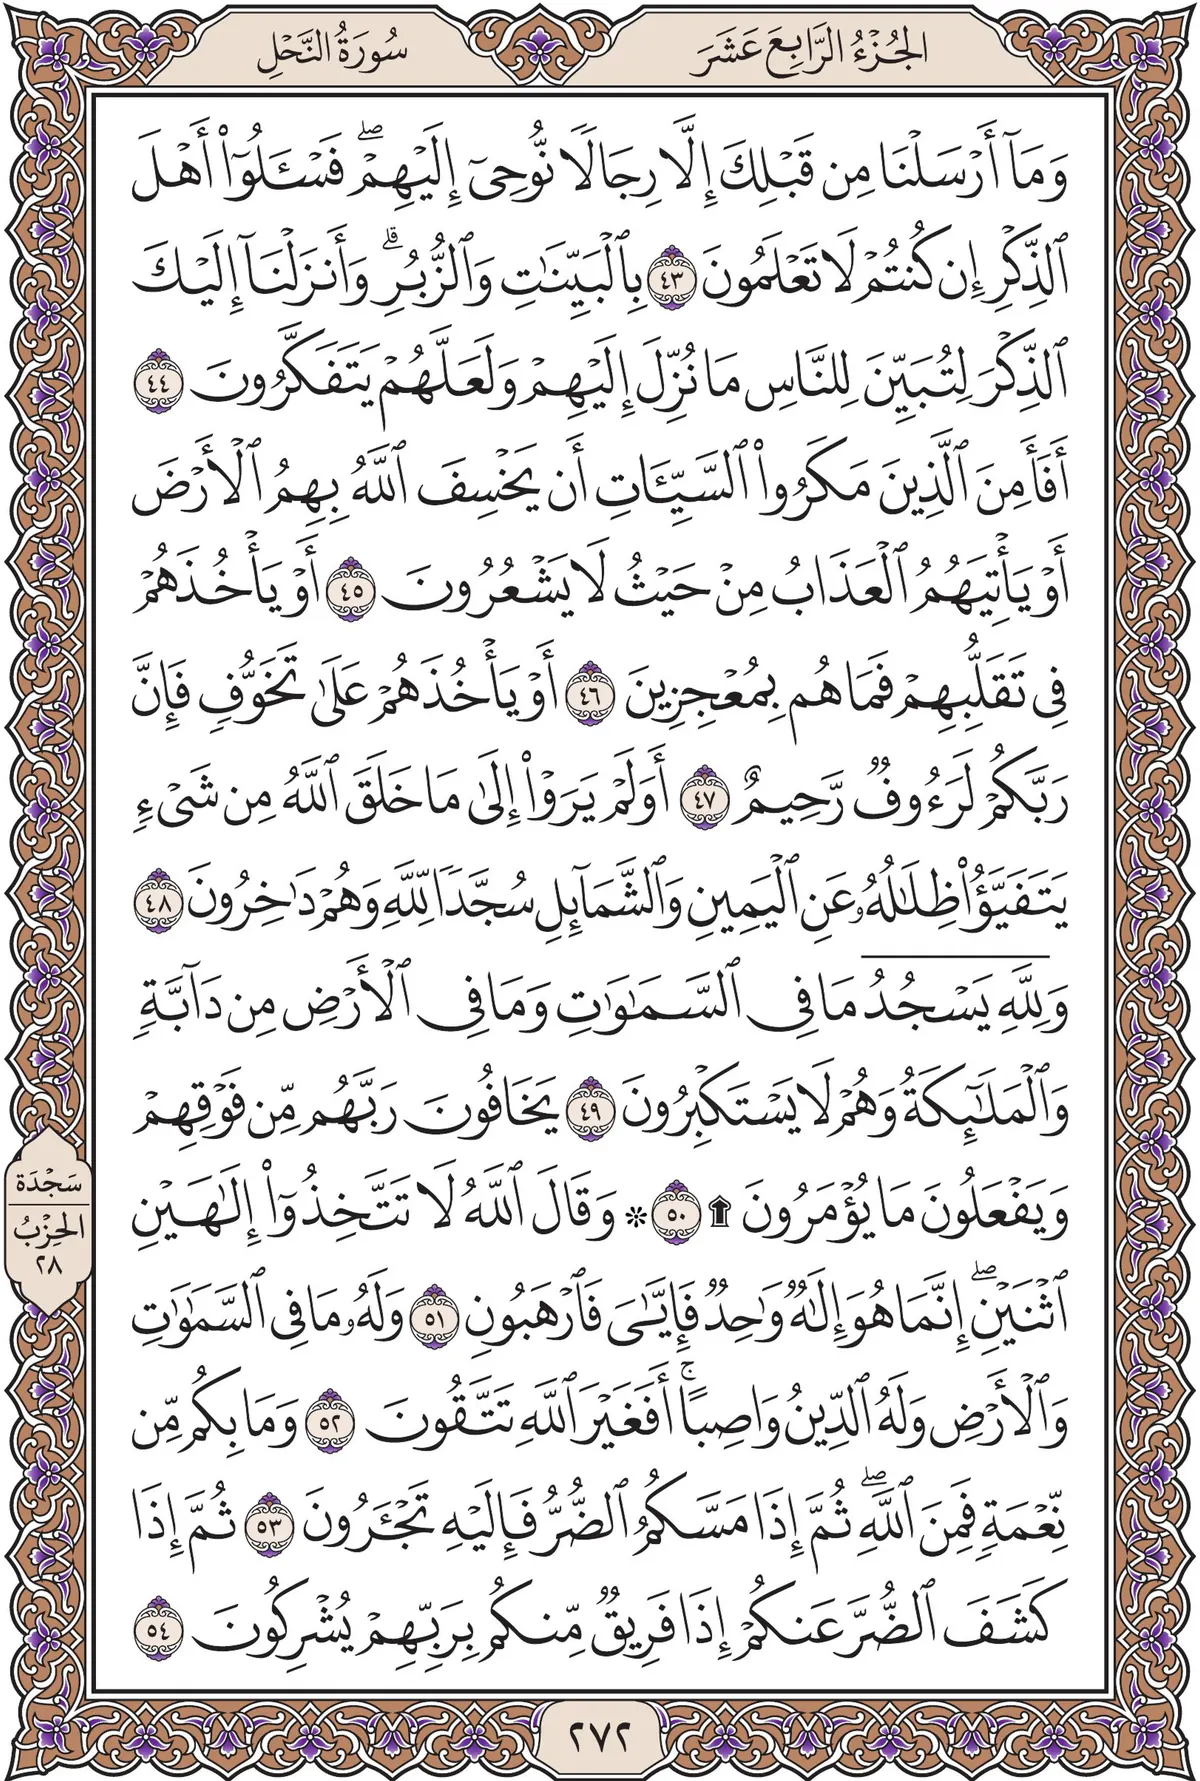 الجُزْءُ الرَّابِعَ عَشَرَ
سُورَةُ النَّحْلِ
وَمَآ أَرۡسَلۡنَا مِن قَبۡلِكَ إِلَّا رِجَالٗا نُّوحِيٓ إِلَيۡهِمۡۖ فَسۡـَٔلُوٓاْ أَهۡلَ
ٱلذِّكۡرِ إِن كُنتُمۡ لَا تَعۡلَمُونَ ٤٣ بِٱلۡبَيِّنَٰتِ وَٱلزُّبُرِۗ وَأَنزَلۡنَآ إِلَيۡكَ
ٱلذِّكۡرَ لِتُبَيِّنَ لِلنَّاسِ مَا نُزِّلَ إِلَيۡهِمۡ وَلَعَلَّهُمۡ يَتَفَكَّرُونَ ٤٤
أَفَأَمِنَ ٱلَّذِينَ مَكَرُواْ ٱلسَّيِّـَٔاتِ أَن يَخۡسِفَ ٱللَّهُ بِهِمُ ٱلۡأَرۡضَ
أَوۡ يَأۡتِيَهُمُ ٱلۡعَذَابُ مِنۡ حَيۡثُ لَا يَشۡعُرُونَ ٤٥ أَوۡ يَأۡخُذَهُمۡ
فِي تَقَلُّبِهِمۡ فَمَا هُم بِمُعۡجِزِينَ ٤٦ أَوۡ يَأۡخُذَهُمۡ عَلَىٰ تَخَوُّفٖ فَإِنَّ
رَبَّكُمۡ لَرَءُوفٞ رَّحِيمٌ ٤٧ أَوَلَمۡ يَرَوۡاْ إِلَىٰ مَا خَلَقَ ٱللَّهُ مِن شَيۡءٖ
يَتَفَيَّؤُاْ ظِلَٰلُهُۥ عَنِ ٱلۡيَمِينِ وَٱلشَّمَآئِلِ سُجَّدٗا لِّلَّهِ وَهُمۡ دَٰخِرُونَ ٤٨
وَلِلَّهِ يَسۡجُدُۤ مَا فِي ٱلسَّمَٰوَٰتِ وَمَا فِي ٱلۡأَرۡضِ مِن دَآبَّةٖ
وَٱلۡمَلَٰٓئِكَةُ وَهُمۡ لَا يَسۡتَكۡبِرُونَ ٤٩ يَخَافُونَ رَبَّهُم مِّن فَوۡقِهِمۡ
وَيَفۡعَلُونَ مَا يُؤۡمَرُونَ ۩ ٥٠ ۞ وَقَالَ ٱللَّهُ لَا تَتَّخِذُوٓاْ إِلَٰهَيۡنِ
ٱثۡنَيۡنِۖ إِنَّمَا هُوَ إِلَٰهٞ وَٰحِدٞ فَإِيَّٰيَ فَٱرۡهَبُونِ ٥١ وَلَهُۥ مَا فِي ٱلسَّمَٰوَٰتِ
وَٱلۡأَرۡضِ وَلَهُ ٱلدِّينُ وَاصِبًاۚ أَفَغَيۡرَ ٱللَّهِ تَتَّقُونَ ٥٢ وَمَا بِكُم مِّن
نِّعۡمَةٖ فَمِنَ ٱللَّهِۖ ثُمَّ إِذَا مَسَّكُمُ ٱلضُّرُّ فَإِلَيۡهِ تَجۡـَٔرُونَ ٥٣ ثُمَّ إِذَا
كَشَفَ ٱلضُّرَّ عَنكُمۡ إِذَا فَرِيقٞ مِّنكُم بِرَبِّهِمۡ يُشۡرِكُونَ ٥٤
سَجْدَة
الحِزْبُ
٢٨
٢٧٢